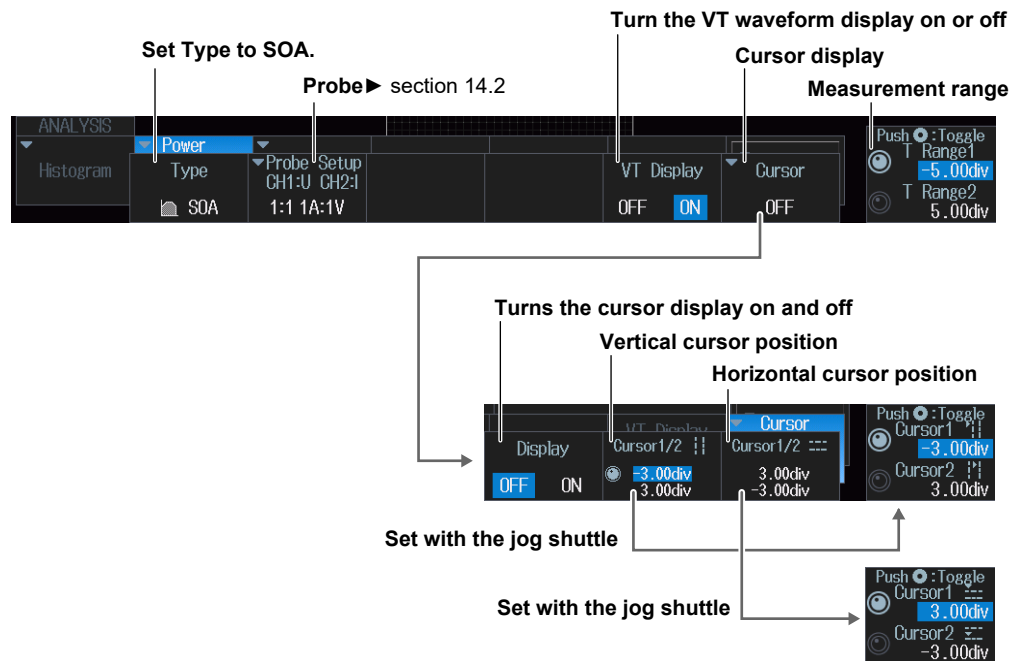 Turn the VT waveform display on or off
Set Type to SOA.
Cursor display
Probe► section 14.2
Measurement range
ANALYSIS
Histogram
Power
Type
SOA
Probe Setup
CH1:U CH2:I
1:1 1A:1V
VT Display
OFF ON
Cursor
OFF
Push :Toggle
T Range1
-5.00div
T Range2
5.00div
Turns the cursor display on and off
Vertical cursor position
Horizontal cursor position
VT Display
Cursor
Display
OFF ON
Cursor1/2
-3.00div
3.00div
Cursor1/2
3.00div
-3.00div
Push :Toggle
Cursor1
-3.00div
Cursor2
3.00div
Set with the jog shuttle
Set with the jog shuttle
Push :Toggle
Cursor1
3.00div
Cursor2
-3.00div